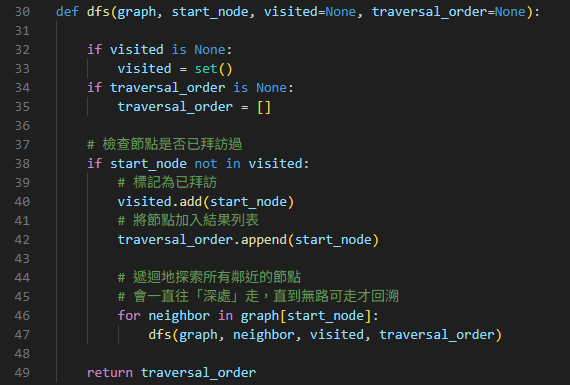 30 def dfs(graph, start_node, visited=None, traversal_order=None):
31
32     if visited is None:
33         visited = set()
34     if traversal_order is None:
35         traversal_order = []
36
37     # 檢查節點是否已拜訪過
38     if start_node not in visited:
39         # 標記為已拜訪
40         visited.add(start_node)
41         # 將節點加入結果列表
42         traversal_order.append(start_node)
43
44         # 遞迴地探索所有鄰近的節點
45         # 會一直往「深處」走，直到無路可走才回溯
46         for neighbor in graph[start_node]:
47             dfs(graph, neighbor, visited, traversal_order)
48
49     return traversal_order